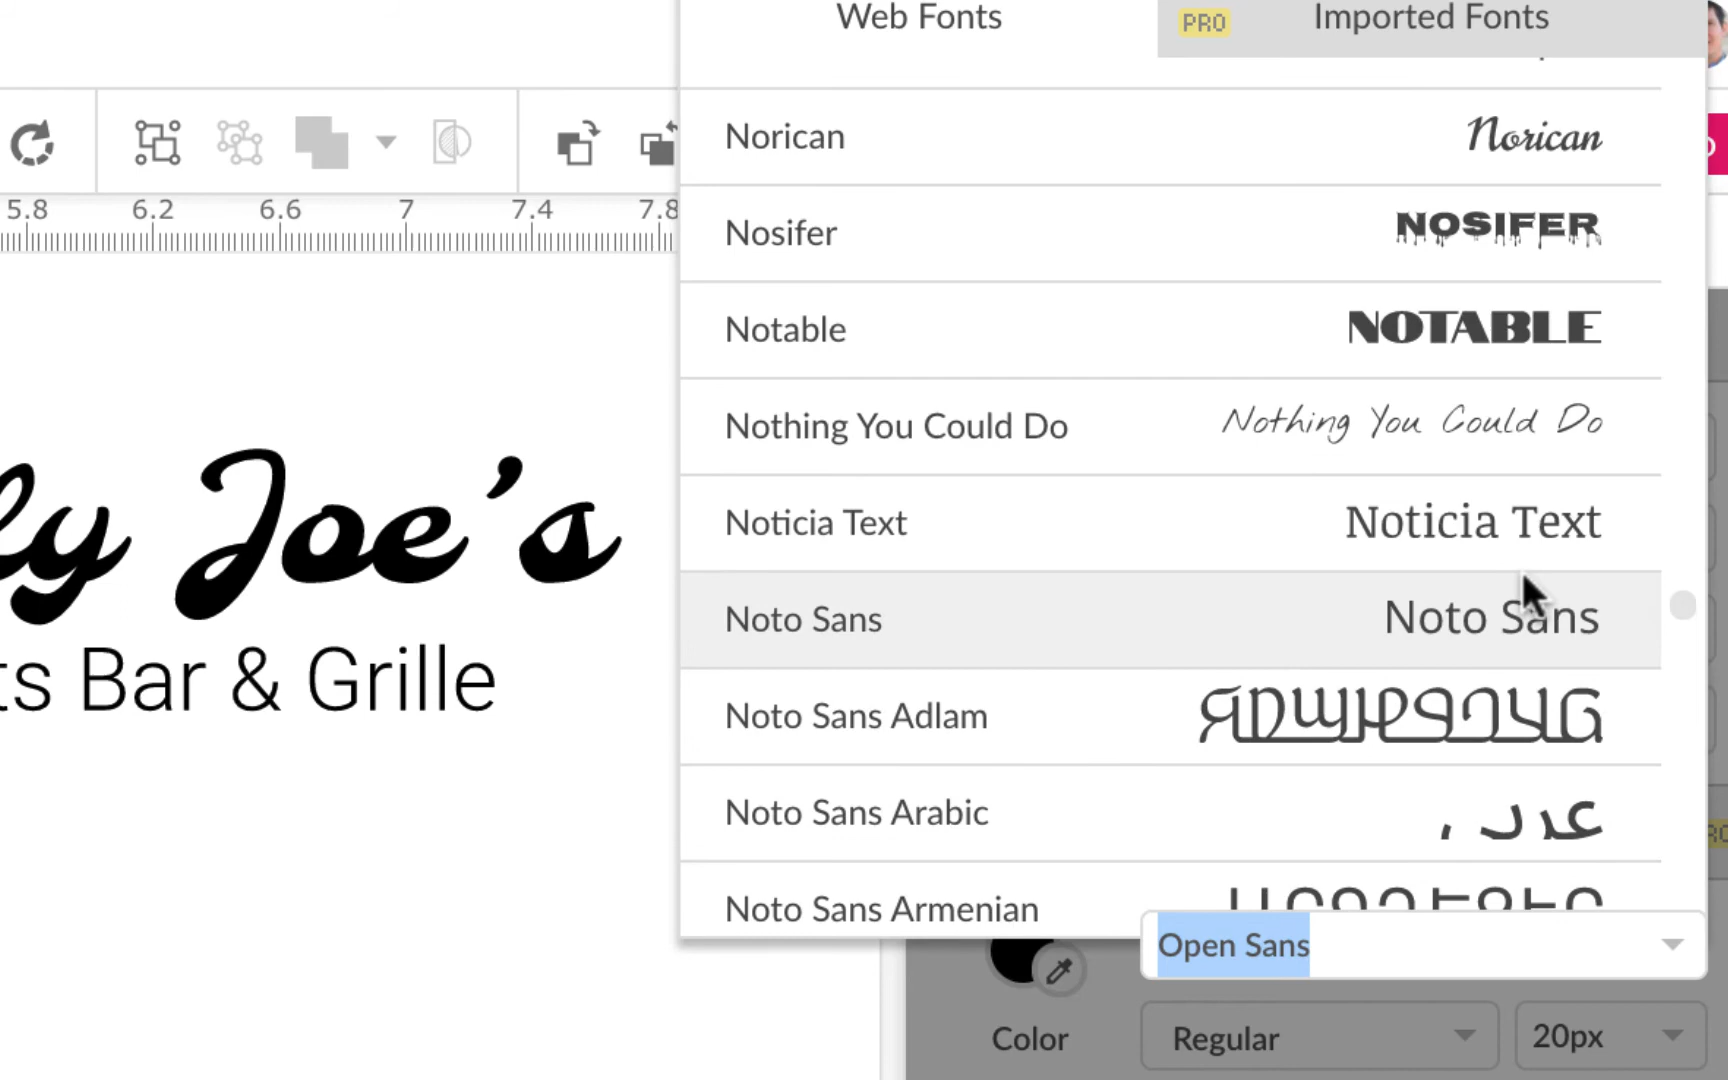 Web Fonts
PRO
Imported Fonts
5.8 6.2 6.6 7 7.4 7.8
Norican
Norican
Nosifer
NOSIFER
Notable
NOTABLE
Nothing You Could Do
Nothing You Could Do
Noticia Text
Noticia Text
Noto Sans
Noto Sans
Noto Sans Adlam
Noto Sans Arabic
Noto Sans Armenian
ly Joe's
ts Bar & Grille
Open Sans
Color
Regular
20px